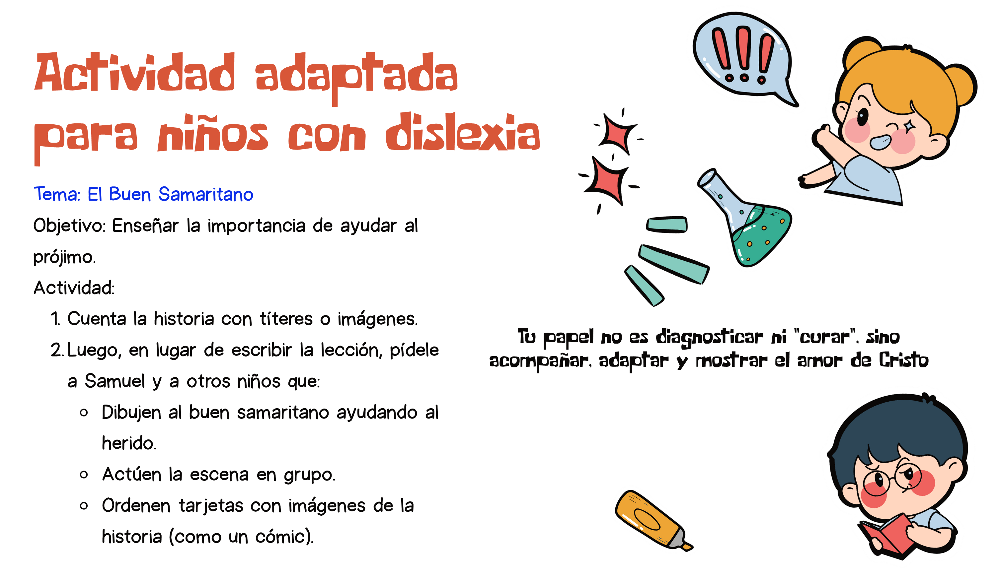 Actividad adaptada
para niños con dislexia
Tema: El Buen Samaritano
Objetivo: Enseñar la importancia de ayudar al
prójimo.
Actividad:
1. Cuenta la historia con títeres o imágenes.
2. Luego, en lugar de escribir la lección, pídele
a Samuel y a otros niños que:
○ Dibujen al buen samaritano ayudando al
herido.
○ Actúen la escena en grupo.
○ Ordenen tarjetas con imágenes de la
historia (como un cómic).
!!!
Tu papel no es diagnosticar ni "curar", sino
acompañar, adaptar y mostrar el amor de Cristo